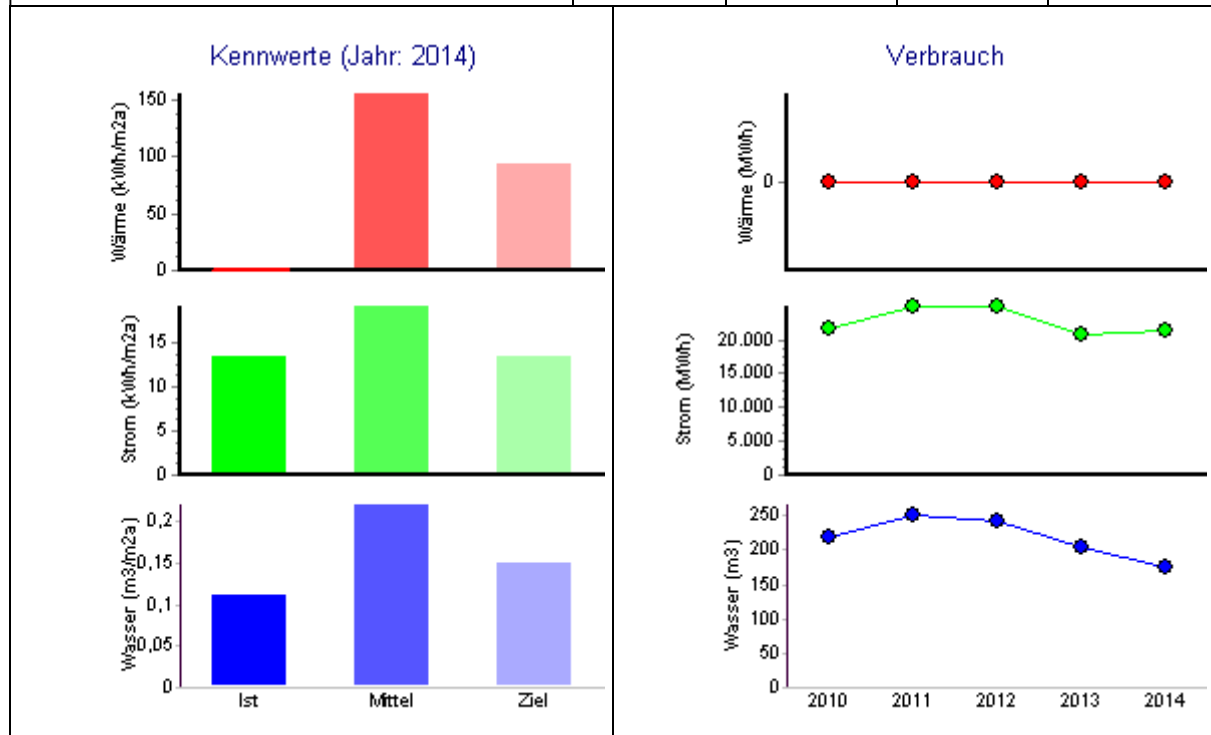 Kennwerte (Jahr: 2014)
Wärme (kWh/m2a)
150
100
50
0
Strom (kWh/m2a)
15
10
5
0
Wasser (m3/m2a)
0,2
0,15
0,1
0,05
0
Ist
Mittel
Ziel
Verbrauch
Wärme (MWh)
0
Strom (MWh)
20.000
15.000
10.000
5.000
0
Wasser (m3)
250
200
150
100
50
0
2010
2011
2012
2013
2014